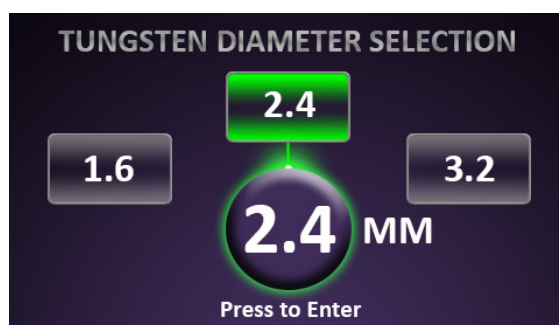 TUNGSTEN DIAMETER SELECTION
2.4
1.6
3.2
2.4 MM
Press to Enter